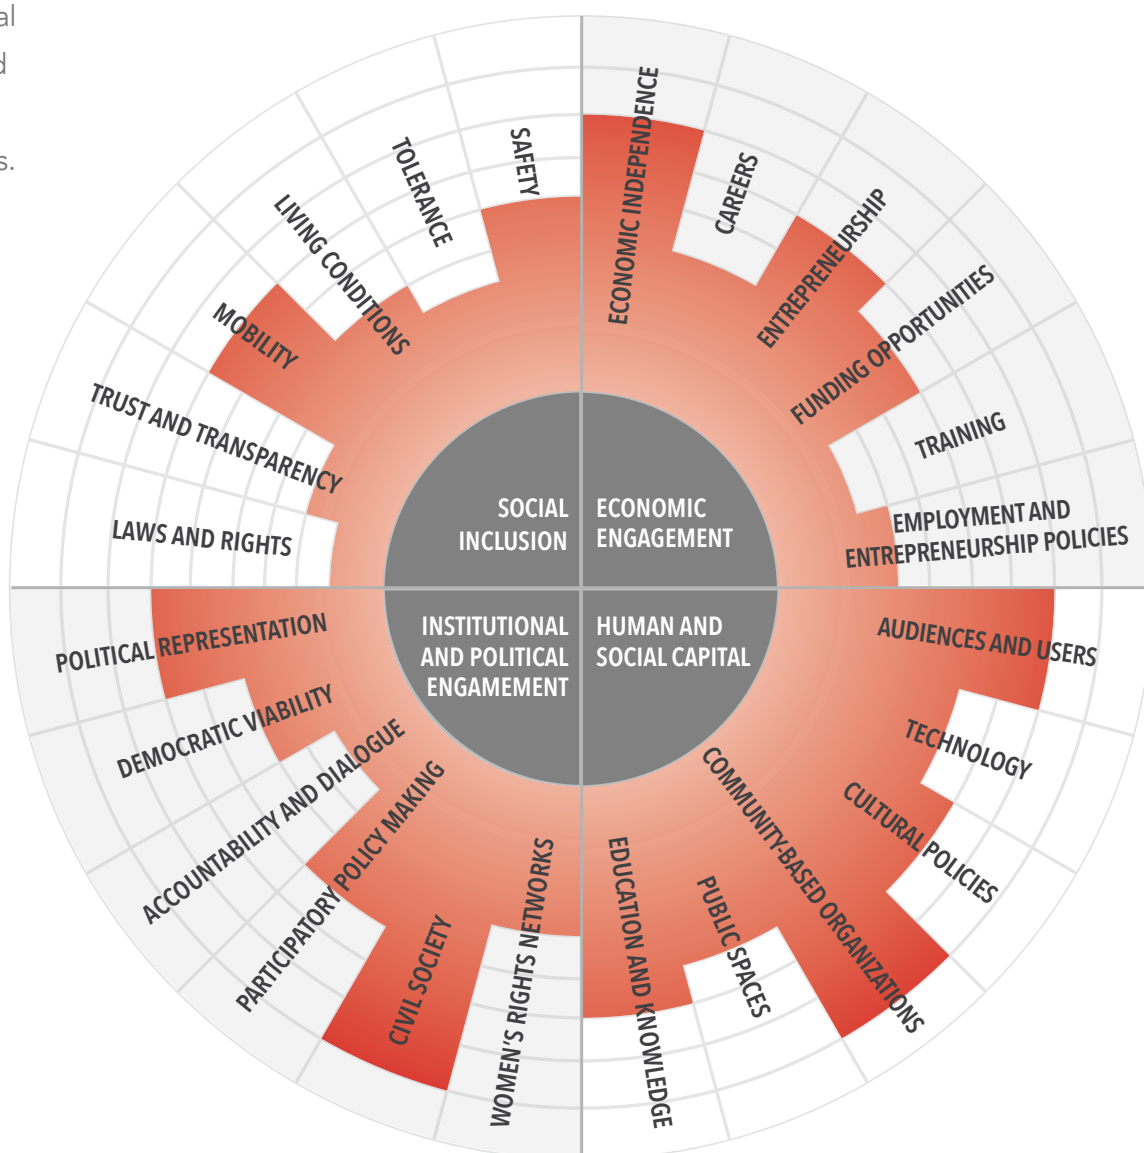 al
d
s.
SAFETY
TOLERANCE
LIVING CONDITIONS
MOBILITY
TRUST AND TRANSPARENCY
LAWS AND RIGHTS
ECONOMIC INDEPENDENCE
CAREERS
ENTREPRENEURSHIP
FUNDING OPPORTUNITIES
TRAINING
EMPLOYMENT AND
ENTREPRENEURSHIP POLICIES
SOCIAL
INCLUSION
ECONOMIC
ENGAGEMENT
INSTITUTIONAL
AND POLITICAL
ENGAMEMENT
HUMAN AND
SOCIAL CAPITAL
POLITICAL REPRESENTATION
DEMOCRATIC VIABILITY
ACCOUNTABILITY AND DIALOGUE
PARTICIPATORY POLICY MAKING
CIVIL SOCIETY
WOMEN'S RIGHTS NETWORKS
AUDIENCES AND USERS
TECHNOLOGY
CULTURAL POLICIES
COMMUNITY-BASED ORGANIZATIONS
PUBLIC SPACES
EDUCATION AND KNOWLEDGE